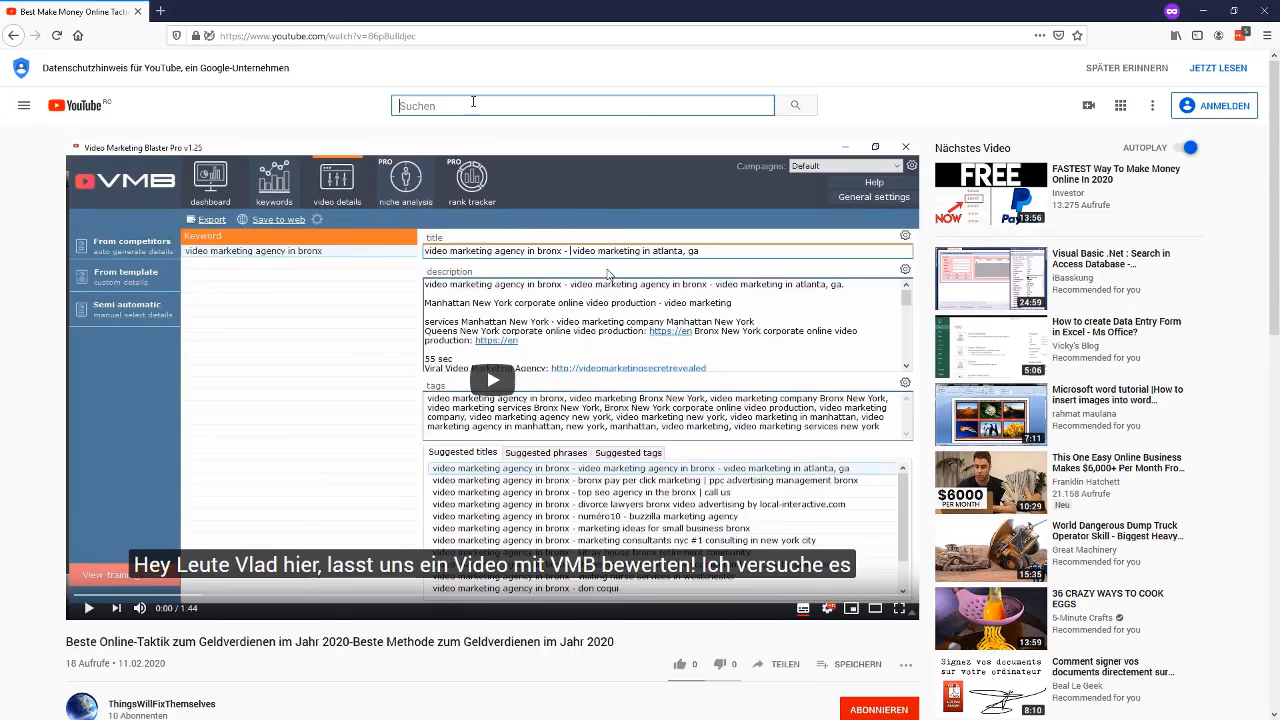 Best Make Money Online Tactic
https://www.youtube.com/watch?v=86p8ulldjec
5
Datenschutzhinweis für YouTube, ein Google-Unternehmen
SPÄTER ERINNERN
JETZT LESEN
YouTube RO
Suchen
ANMELDEN
Video Marketing Blaster Pro v1.25
VMB
dashboard
keywords
video details
PRO
niche analysis
PRO
rank tracker
Campaigns:
Default
Help
General settings
Export
Save to web
From competitors
auto generate details
From template
custom details
Semi automatic
manual select details
View train
Keyword
video marketing agency in bronx
title
video marketing agency in bronx - video marketing in atlanta, ga
description
video marketing agency in bronx - video marketing agency in bronx - video marketing in atlanta, ga.
Manhattan New York corporate online video production - video marketing
services Manhattan New York - video marketing company Manhattan New York
Queens New York corporate online video production: https://en Bronx New York corporate online video
production: https://en
55 sec
Viral Video Marketing Agency: http://videomarketingsecretrevealed
tags
video marketing agency in bronx, video marketing Bronx New York, video marketing company Bronx New York,
video marketing services Bronx New York, Bronx New York corporate online video production, video marketing
company, video marketing agency new york, video marketing new york, video marketing in manhattan, video marketing
agency in manhattan, new york, manhattan, video marketing, video marketing services new york
Suggested titles
Suggested phrases
Suggested tags
video marketing agency in bronx - video marketing agency in bronx - video marketing in atlanta, ga
video marketing agency in bronx - bronx pay per click marketing | ppc advertising management bronx
video marketing agency in bronx - top seo agency in the bronx | call us
video marketing agency in bronx - divorce lawyers bronx video advertising by local-interactive.com
video marketing agency in bronx - numéro10 - buzzilla marketing agency
video marketing agency in bronx - marketing ideas for small business bronx
video marketing agency in bronx - marketing consultants nyc #1 consulting in new york city
video marketing agency in bronx - don coqui
Hey Leute Vlad hier, lasst uns ein Video mit VMB bewerten! Ich versuche es
0:00 / 1:44
Beste Online-Taktik zum Geldverdienen im Jahr 2020-Beste Methode zum Geldverdienen im Jahr 2020
18 Aufrufe • 11.02.2020
0
0
TEILEN
SPEICHERN
ThingsWillFixThemselves
10 Abonnenten
ABONNIEREN
Nächstes Video
AUTOPLAY
FREE
NOW
PayPal
13:56
FASTEST Way To Make Money
Online In 2020
Investor
13.275 Aufrufe
24:59
Visual Basic .Net : Search in
Access Database -...
iBasskung
Recommended for you
5:06
How to create Data Entry Form
in Excel - Ms Office?
Vicky's Blog
Recommended for you
7:11
Microsoft word tutorial |How to
insert images into word...
rahmat maulana
Recommended for you
$6000
PER MONTH
10:29
This One Easy Online Business
Makes $6,000+ Per Month Fro...
Franklin Hatchett
21.158 Aufrufe
Neu
15:35
World Dangerous Dump Truck
Operator Skill - Biggest Heavy...
Great Machinery
Recommended for you
13:59
36 CRAZY WAYS TO COOK
EGGS
5-Minute Crafts
Recommended for you
Signez vos documents
sur votre ordinateur
8:10
Comment signer vos
documents directement sur...
Beal Le Geek
Recommended for you